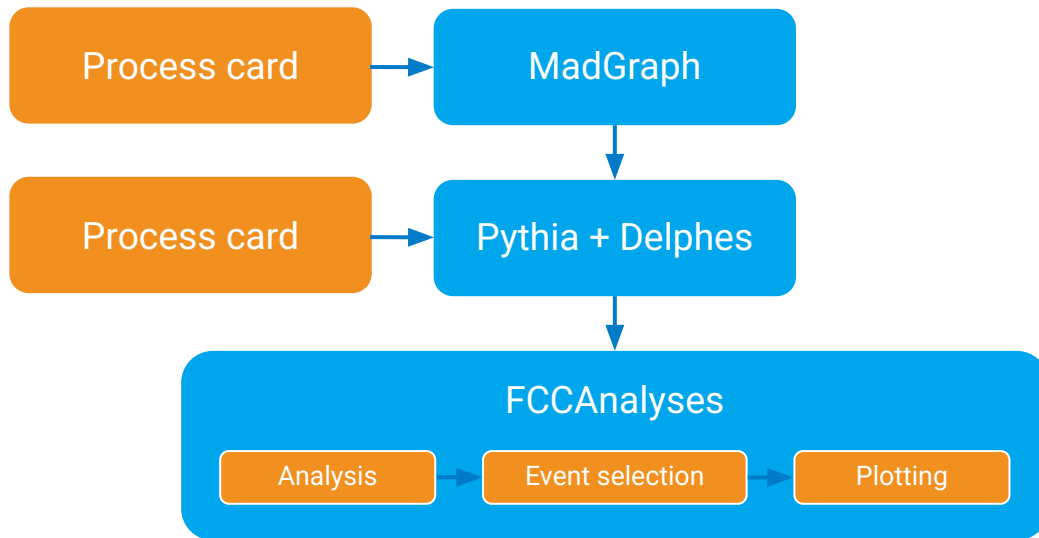 Process card
MadGraph
Process card
Pythia + Delphes
FCCAnalyses
Analysis
Event selection
Plotting